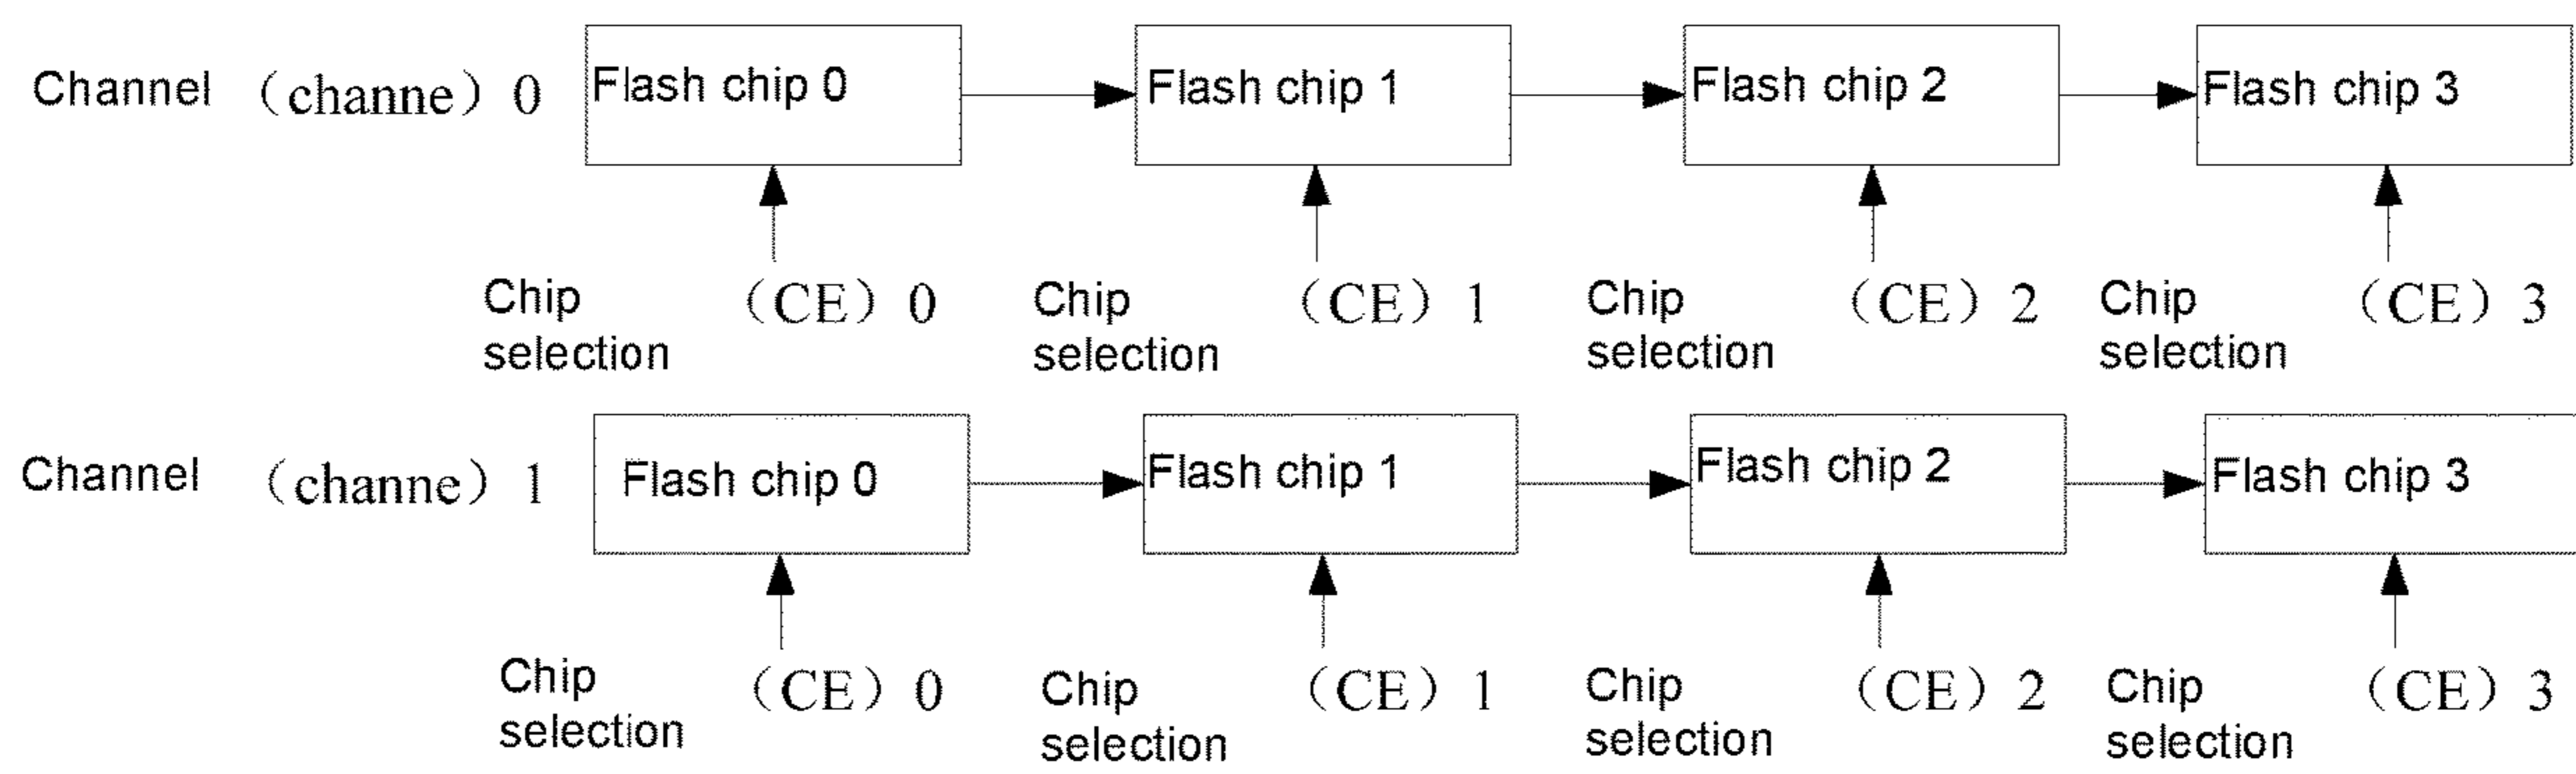 Channel （channe）0 Flash chip 0 Flash chip 1 Flash chip 2 Flash chip 3
Chip selection （CE）0 Chip selection （CE）1 Chip selection （CE）2 Chip selection （CE）3
Channel （channe）1 Flash chip 0 Flash chip 1 Flash chip 2 Flash chip 3
Chip selection （CE）0 Chip selection （CE）1 Chip selection （CE）2 Chip selection （CE）3